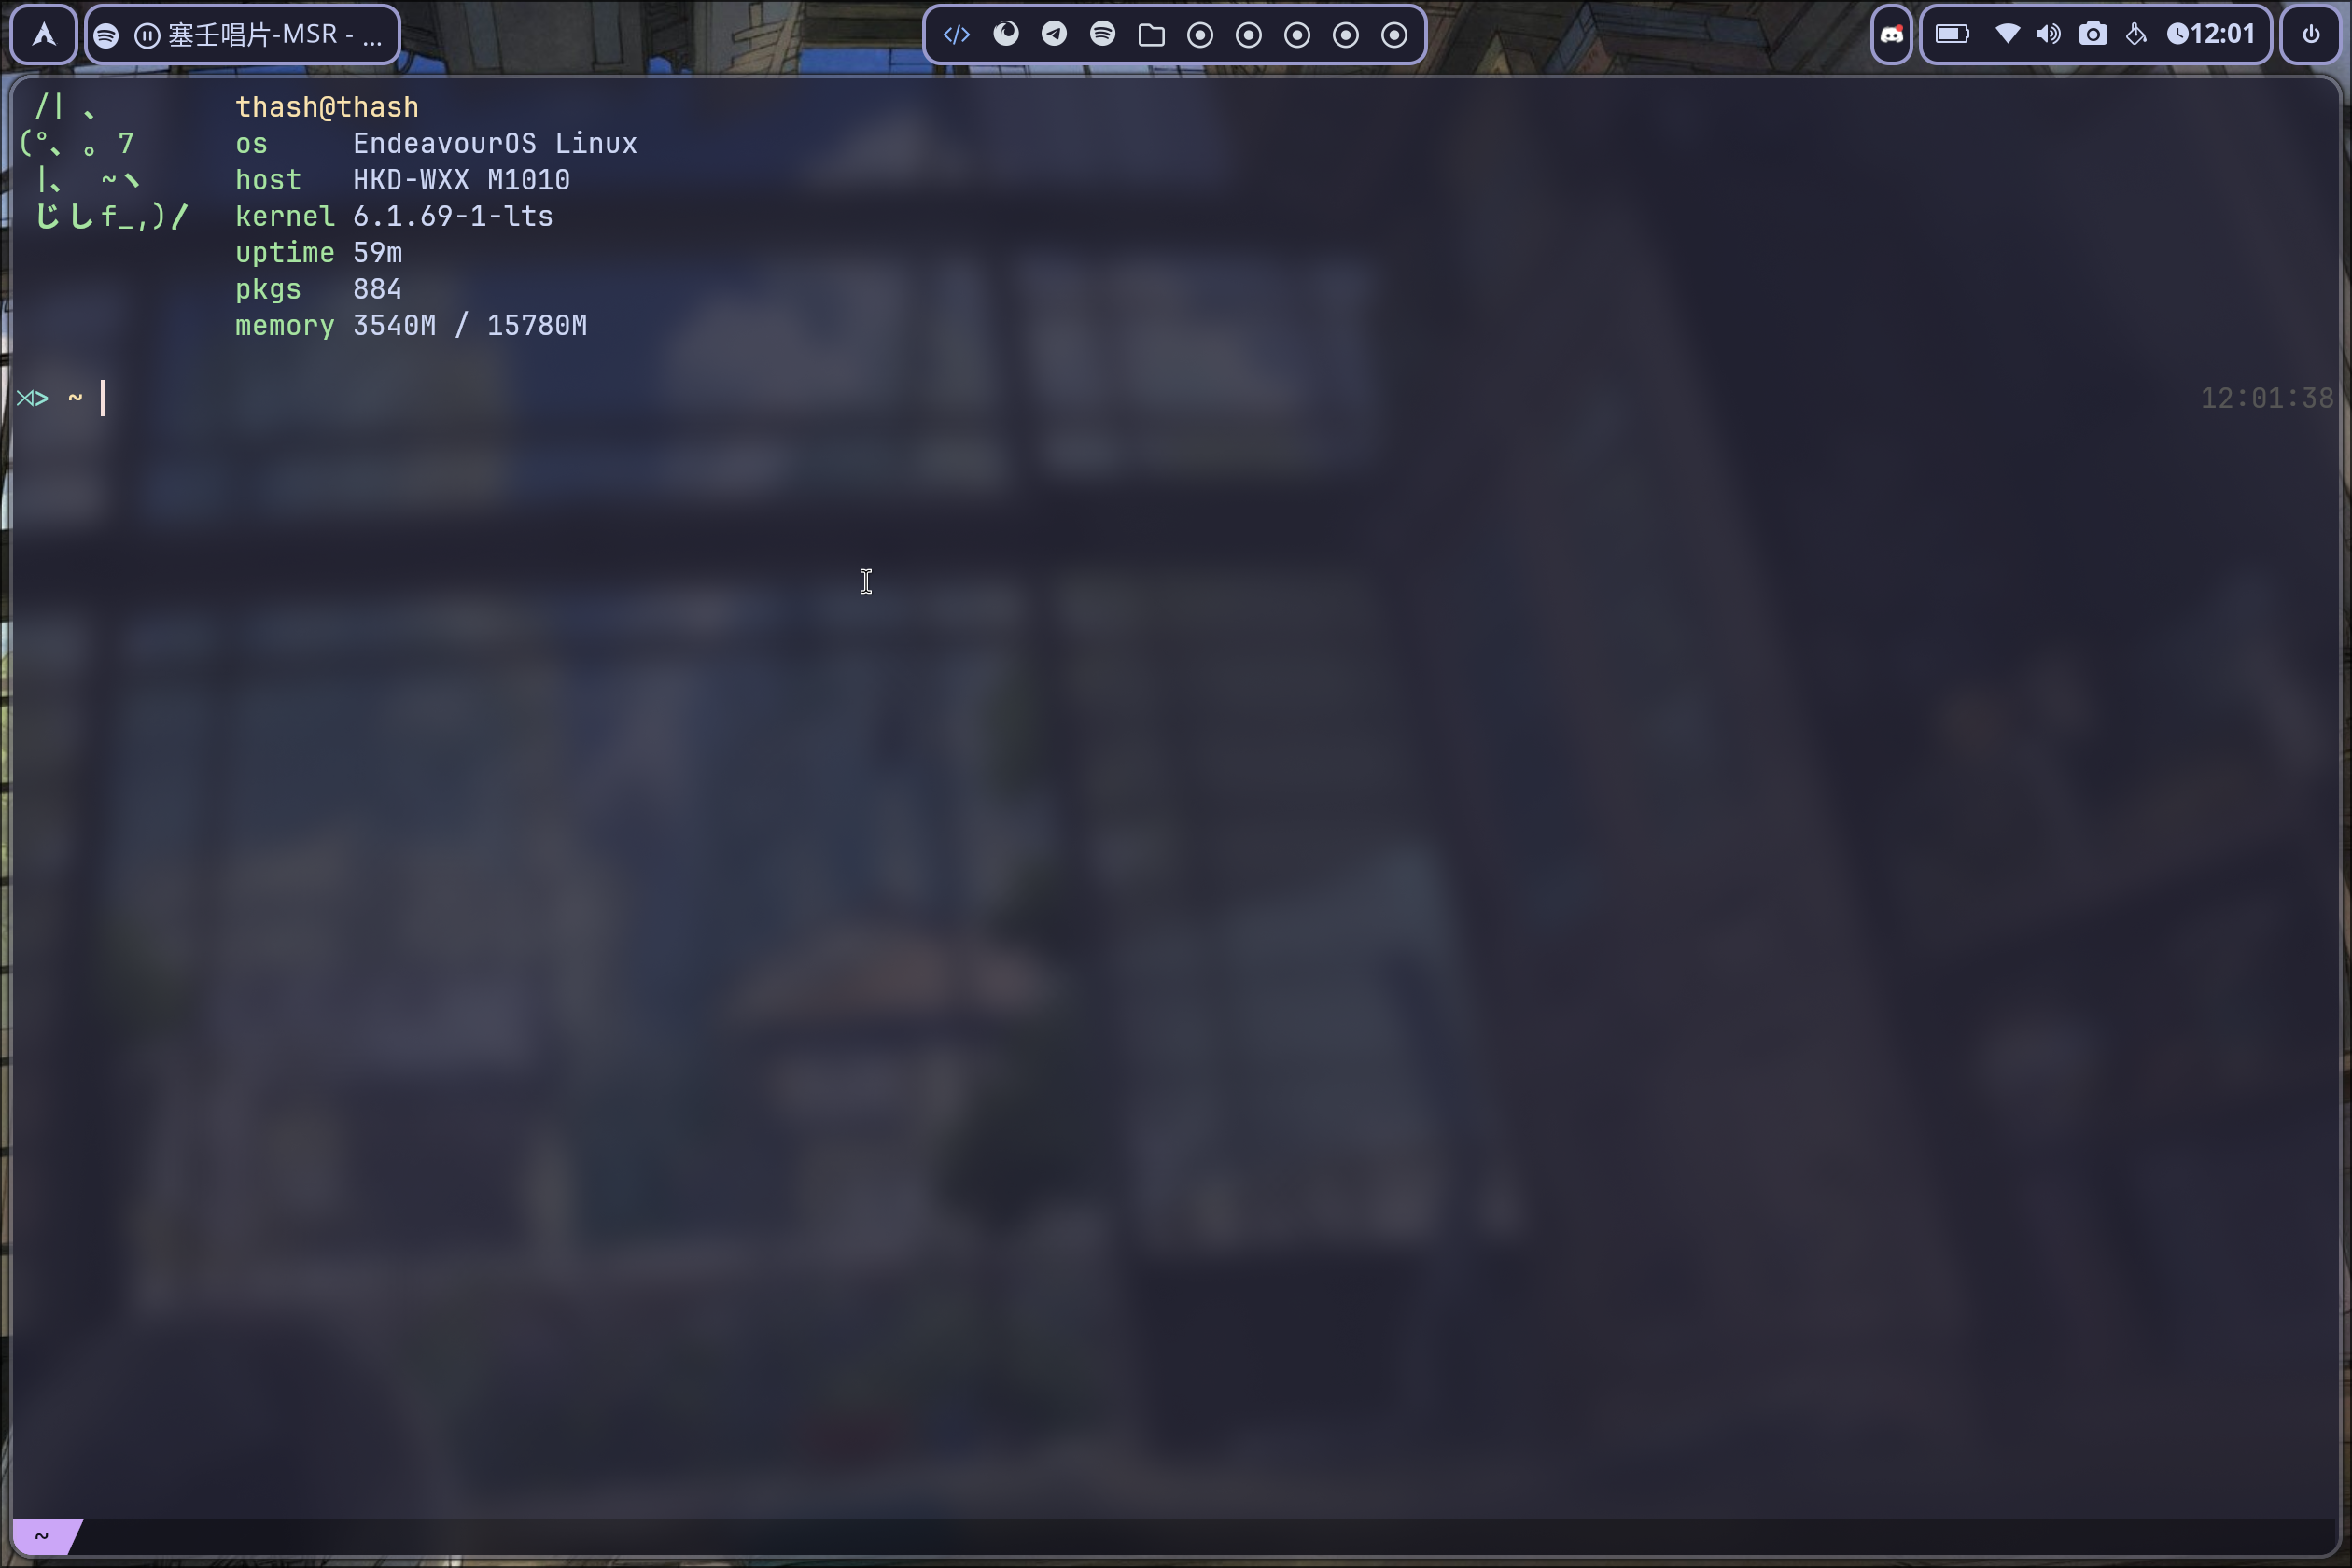 塞壬唱片-MSR - ...
12:01
/| 、
(°、 。7
|、 ~ヽ
じしf_,)/
thash@thash
os EndeavourOS Linux
host HKD-WXX M1010
kernel 6.1.69-1-lts
uptime 59m
pkgs 884
memory 3540M / 15780M
⋊> ~
12:01:38
~